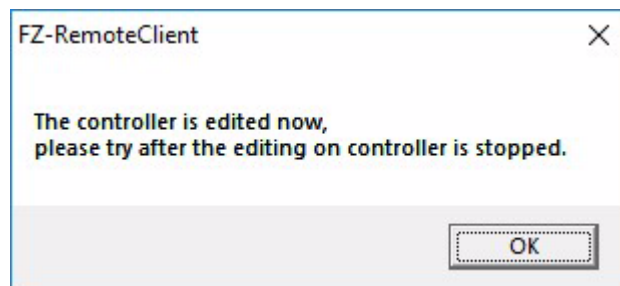 FZ-RemoteClient
The controller is edited now,
please try after the editing on controller is stopped.
OK